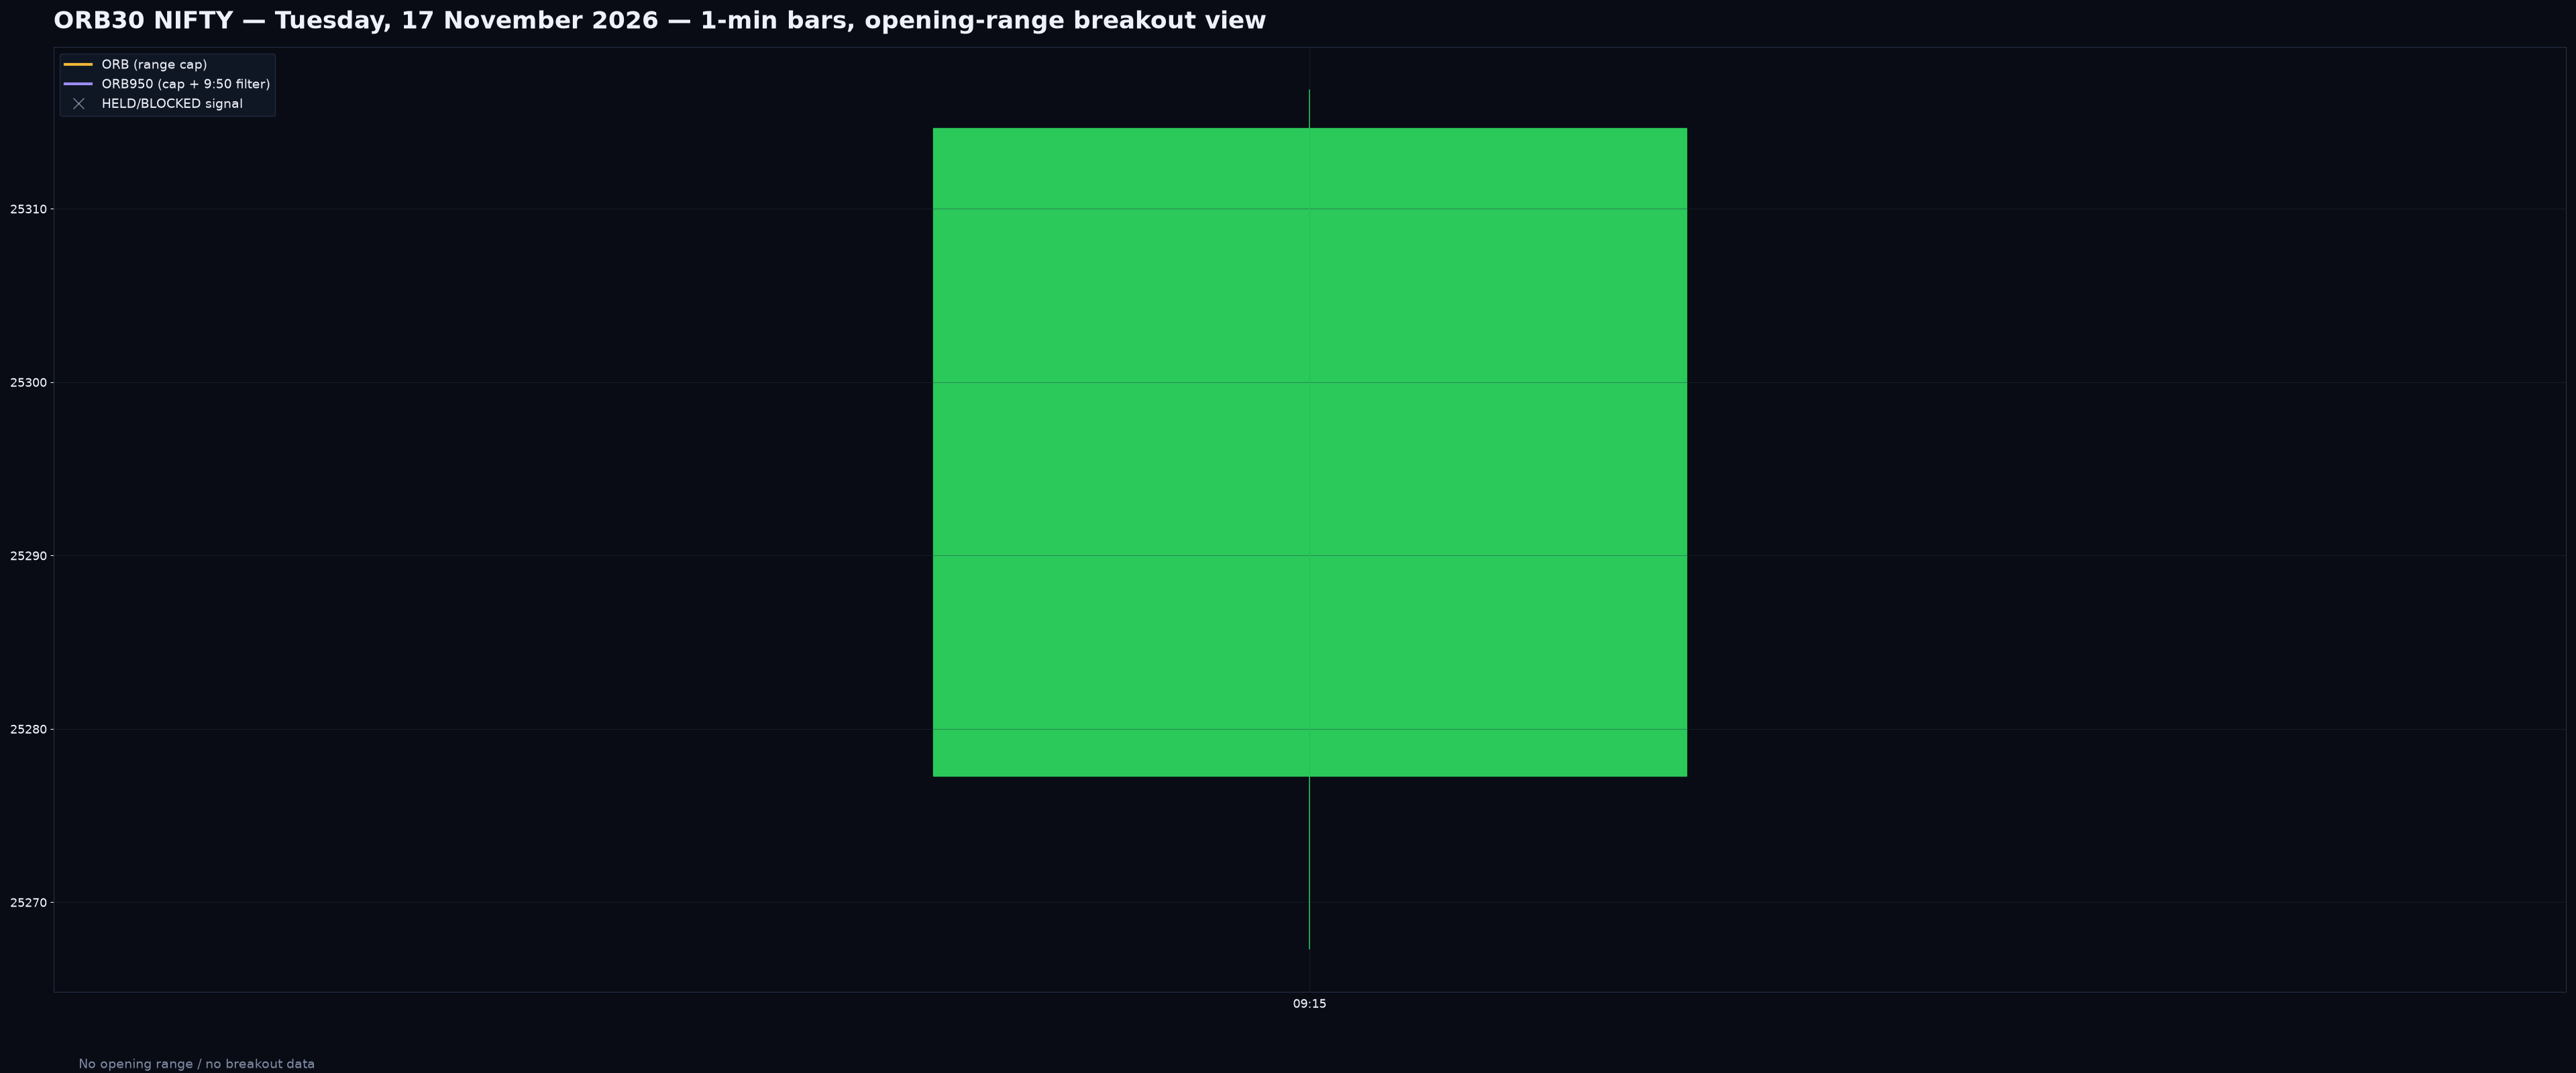 ORB30 NIFTY — Tuesday, 17 November 2026 — 1-min bars, opening-range breakout view
ORB (range cap)
ORB950 (cap + 9:50 filter)
HELD/BLOCKED signal
25310
25300
25290
25280
25270
09:15
No opening range / no breakout data